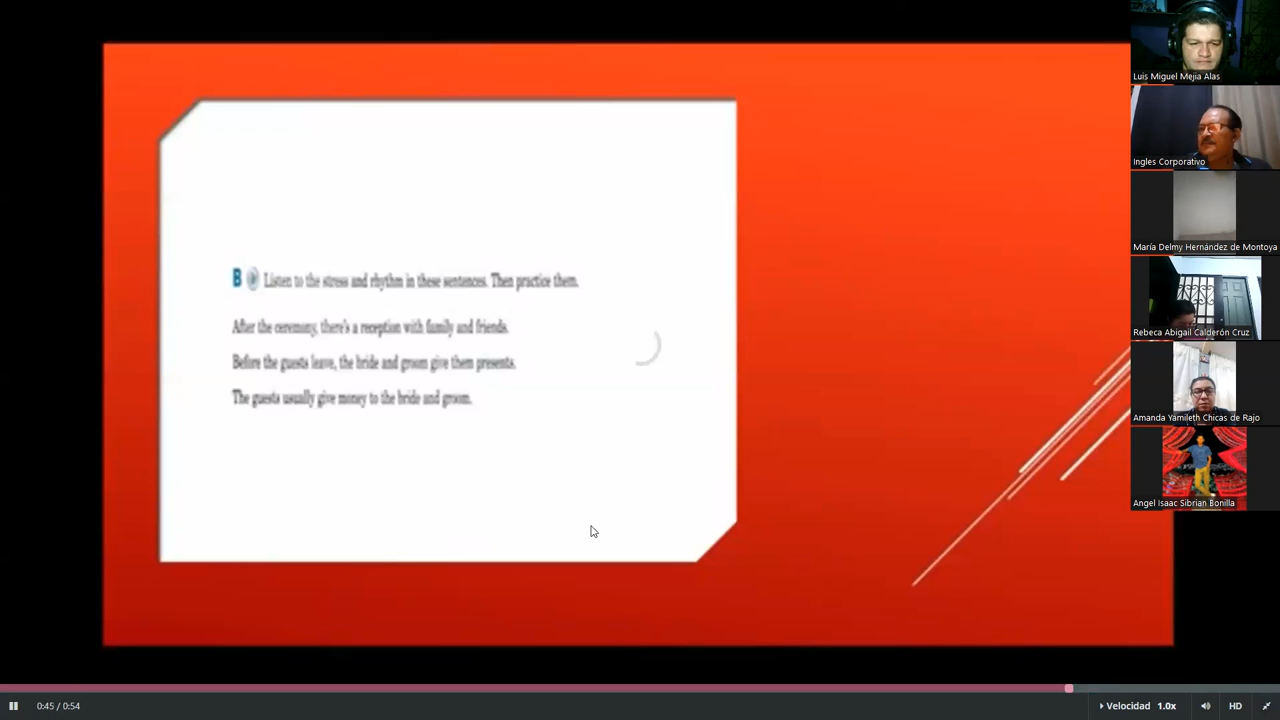 Luis Miguel Mejia Alas
Ingles Corporativo
María Delmy Hernández de Montoya
Rebeca Abigail Calderón Cruz
Amanda Yamileth Chicas de Rajo
Angel Isaac Sibrian Bonilla
B Listen to the stress and rhythm in these sentences. Then practice them.
After the ceremony, there's a reception with family and friends.
Before the guests leave, the bride and groom give them presents.
The guests usually give money to the bride and groom.
0:45 / 0:54
Velocidad 1.0x
HD